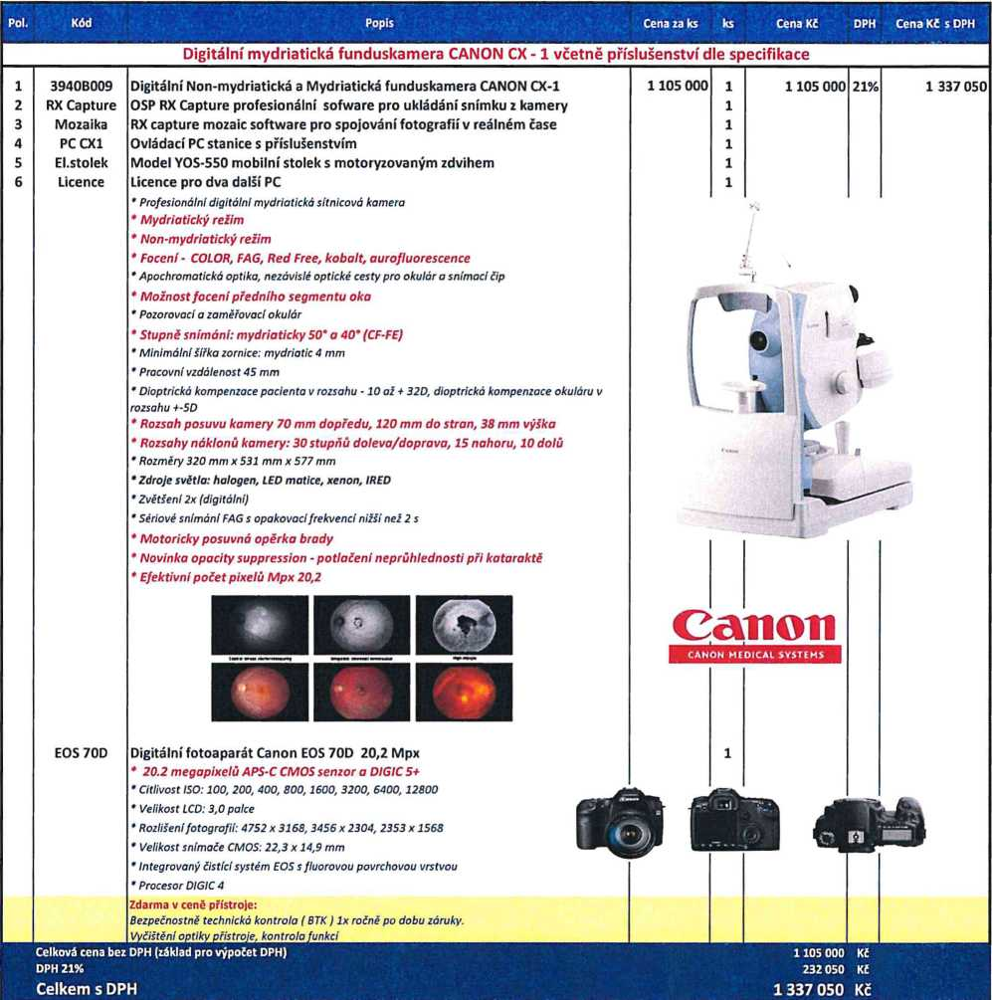 Pol. Kód Popis Cena za ks ks Cena Kč DPH Cena Kč s DPH
Digitální mydriatická funduskamera CANON CX - 1 včetně příslušenství dle specifikace
1 3940B009 Digitální Non-mydriatická a Mydriatická funduskamera CANON CX-1 1 105 000 1 1 105 000 21% 1 337 050
2 RX Capture OSP RX Capture profesionální sofware pro ukládání snímku z kamery 1
3 Mozaika RX capture mozaic software pro spojování fotografií v reálném čase 1
4 PC CX1 Ovládací PC stanice s příslušenstvím 1
5 El.stolek Model YOS-550 mobilní stolek s motoryzovaným zdvihem 1
6 Licence Licence pro dva další PC 1
* Profesionální digitální mydriatická sítnicová kamera
* Mydriatický režim
* Non-mydriatický režim
* Focení - COLOR, FAG, Red Free, kobalt, aurofluorescence
* Apochromatická optika, nezávislé optické cesty pro okulár a snímací čip
* Možnost focení předního segmentu oka
* Pozorovací a zaměřovací okulár
* Stupně snímání: mydriaticky 50° a 40° (CF-FE)
* Minimální šířka zornice: mydriatic 4 mm
* Pracovní vzdálenost 45 mm
* Dioptrická kompenzace pacienta v rozsahu - 10 až + 32D, dioptrická kompenzace okuláru v
rozsahu +-5D
* Rozsah posuvu kamery 70 mm dopředu, 120 mm do stran, 38 mm výška
* Rozsahy náklonů kamery: 30 stupňů doleva/doprava, 15 nahoru, 10 dolů
* Rozměry 320 mm x 531 mm x 577 mm
* Zdroje světla: halogen, LED matice, xenon, IRED
* Zvětšení 2x (digitální)
* Sériové snímání FAG s opakovací frekvencí nižší než 2 s
* Motoricky posuvná opěrka brady
* Novinka opacity suppression - potlačení neprůhlednosti při kataraktě
* Efektivní počet pixelů Mpx 20,2
Canon
Canon
CANON MEDICAL SYSTEMS
EOS 70D Digitální fotoaparát Canon EOS 70D 20,2 Mpx 1
* 20.2 megapixelů APS-C CMOS senzor a DIGIC 5+
* Citlivost ISO: 100, 200, 400, 800, 1600, 3200, 6400, 12800
* Velikost LCD: 3,0 palce
* Rozlišení fotografií: 4752 x 3168, 3456 x 2304, 2353 x 1568
* Velikost snímače CMOS: 22,3 x 14,9 mm
* Integrovaný čistící systém EOS s fluorovou povrchovou vrstvou
* Procesor DIGIC 4
Zdarma v ceně přístroje:
Bezpečnostně technická kontrola ( BTK ) 1x ročně po dobu záruky.
Vyčištění optiky přístroje, kontrola funkcí
Celková cena bez DPH (základ pro výpočet DPH) 1 105 000 Kč
DPH 21% 232 050 Kč
Celkem s DPH 1 337 050 Kč